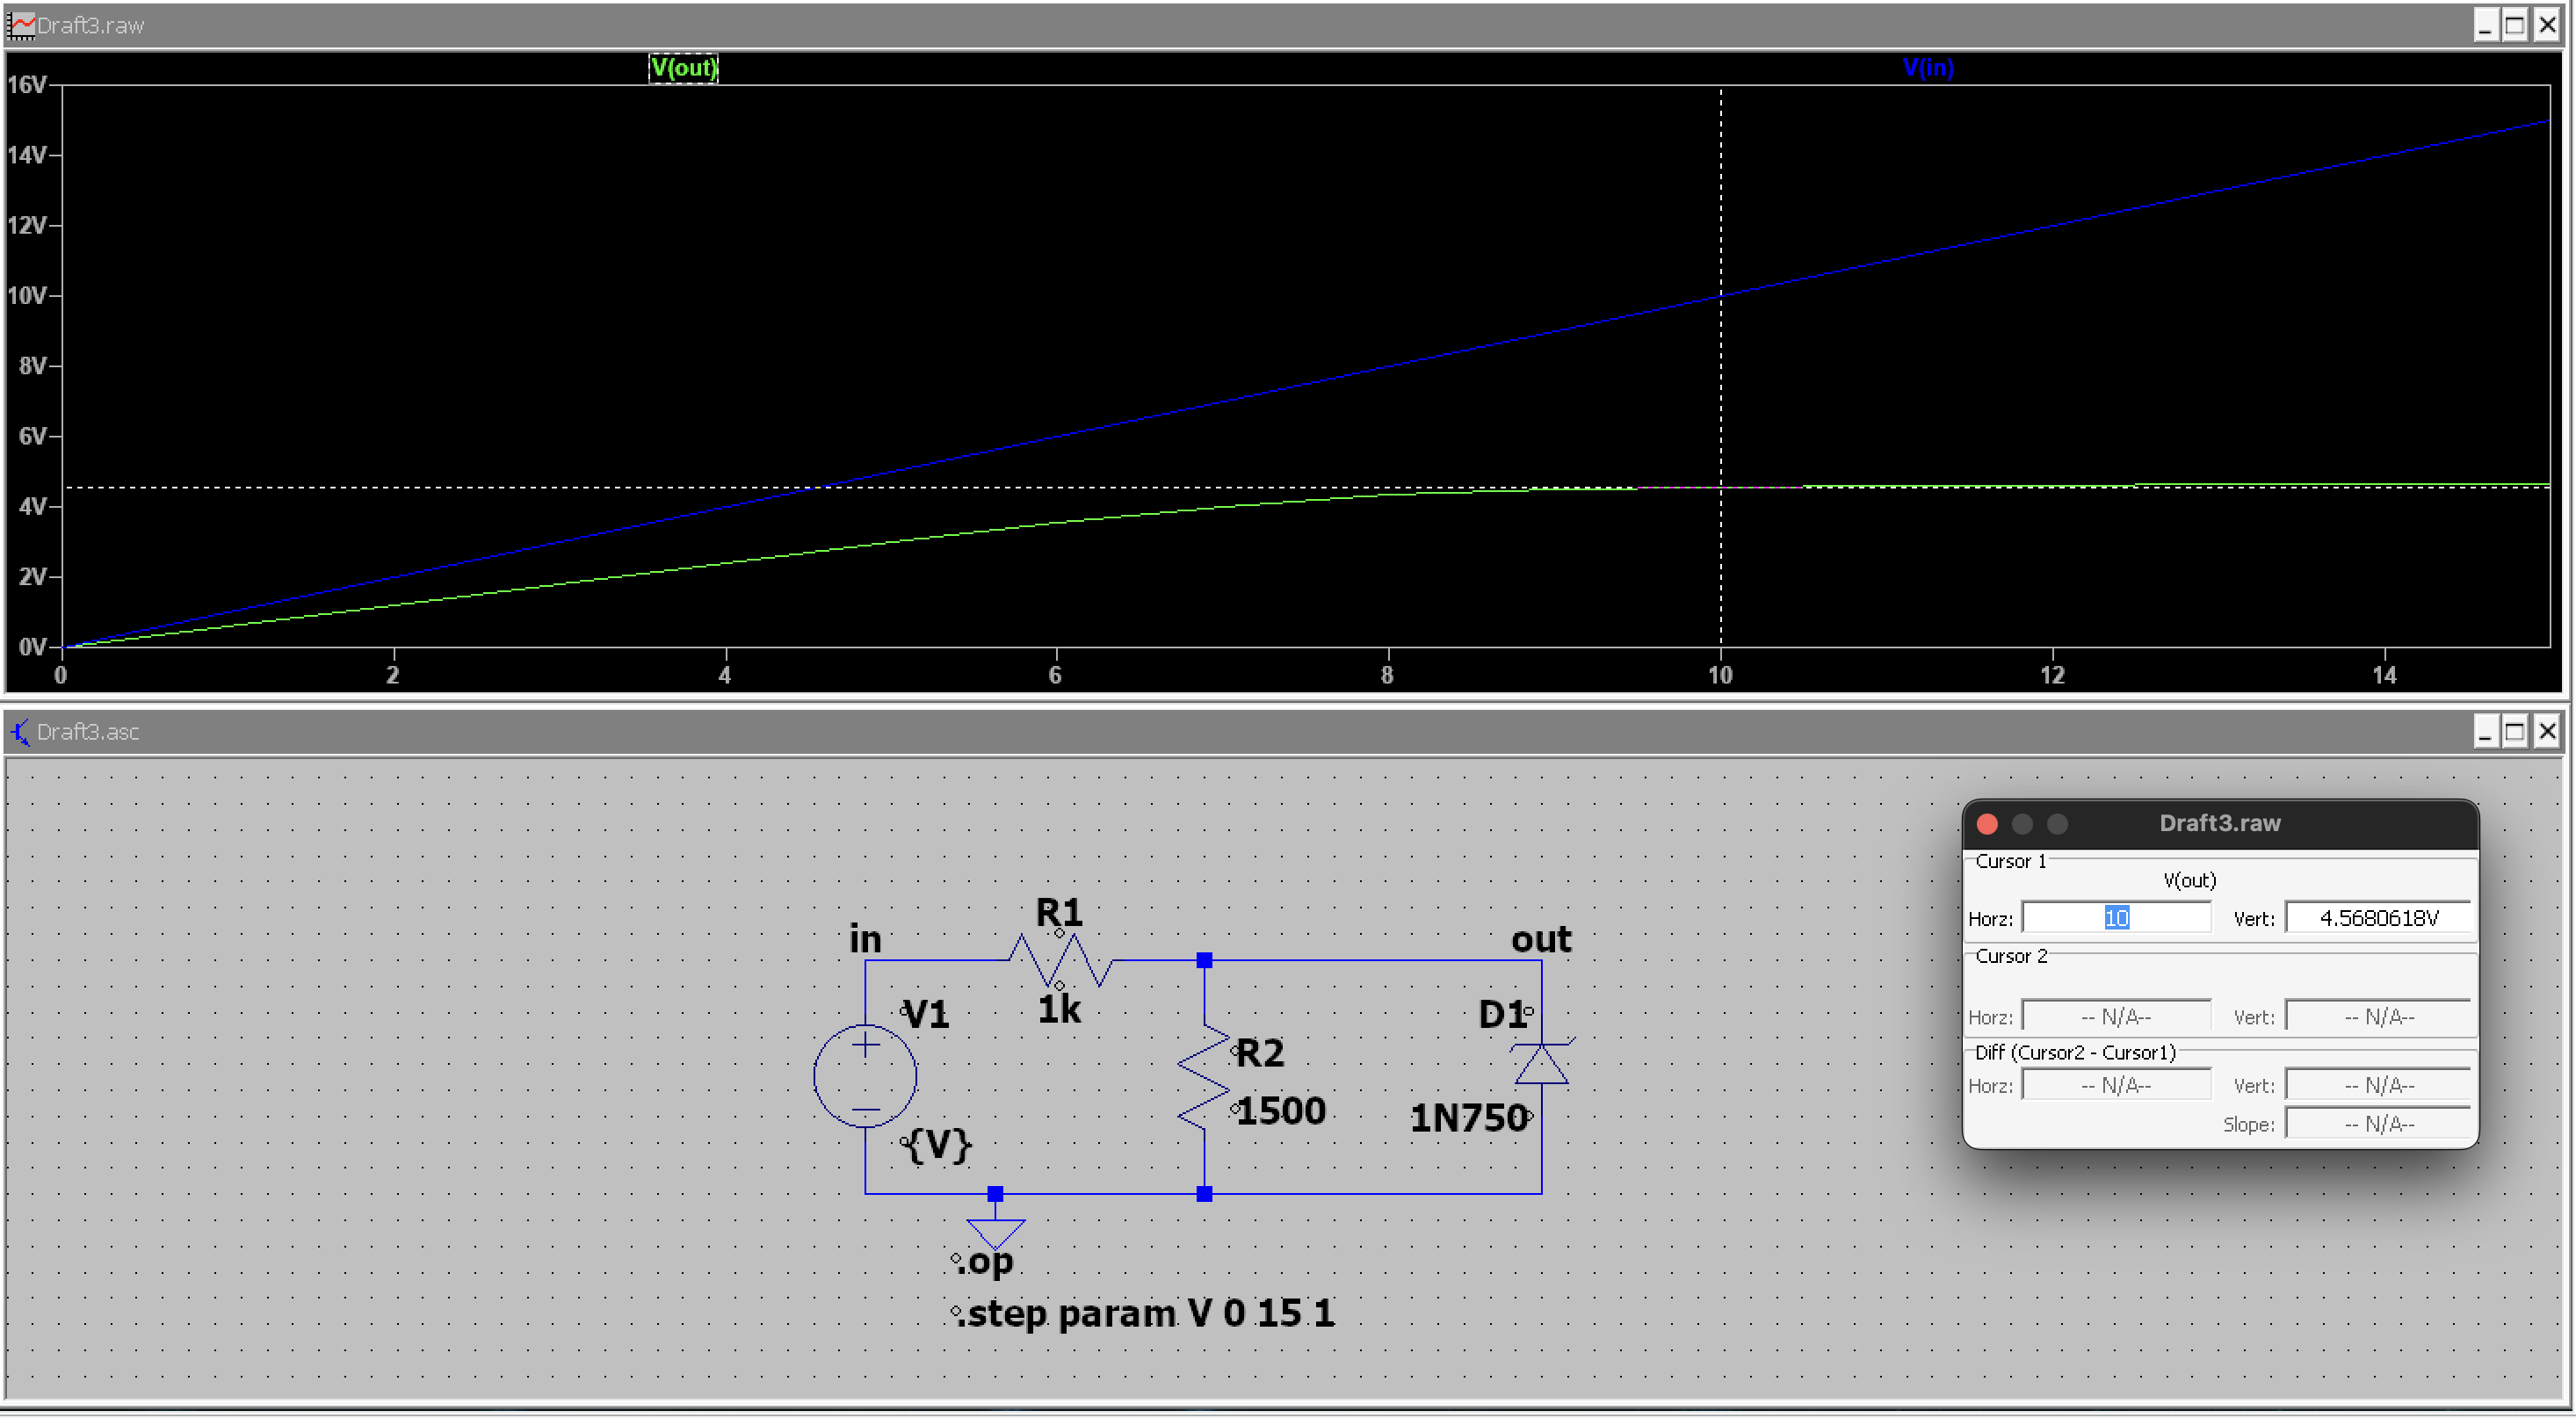 Draft3.raw
V(out) V(in)
16V
14V
12V
10V
8V
6V
4V
2V
0V
0 2 4 6 8 10 12 14
Draft3.asc
Draft3.raw
Cursor 1
V(out)
Horz: 10 Vert: 4.5680618V
Cursor 2
Horz: -- N/A-- Vert: -- N/A--
Diff (Cursor2 - Cursor1)
Horz: -- N/A-- Vert: -- N/A--
Slope: -- N/A--
R1
in out
1k
V1 D1
R2
1500
1N750
{V}
.op
.step param V 0 15 1